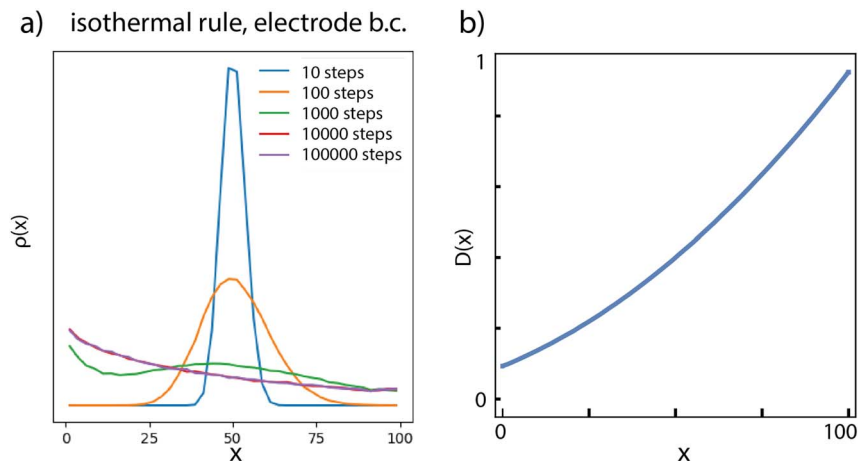 a) isothermal rule, electrode b.c.
10 steps
100 steps
1000 steps
10000 steps
100000 steps
ρ(x)
0 25 50 75 100
x
b)
1
D(x)
0
0 100
x